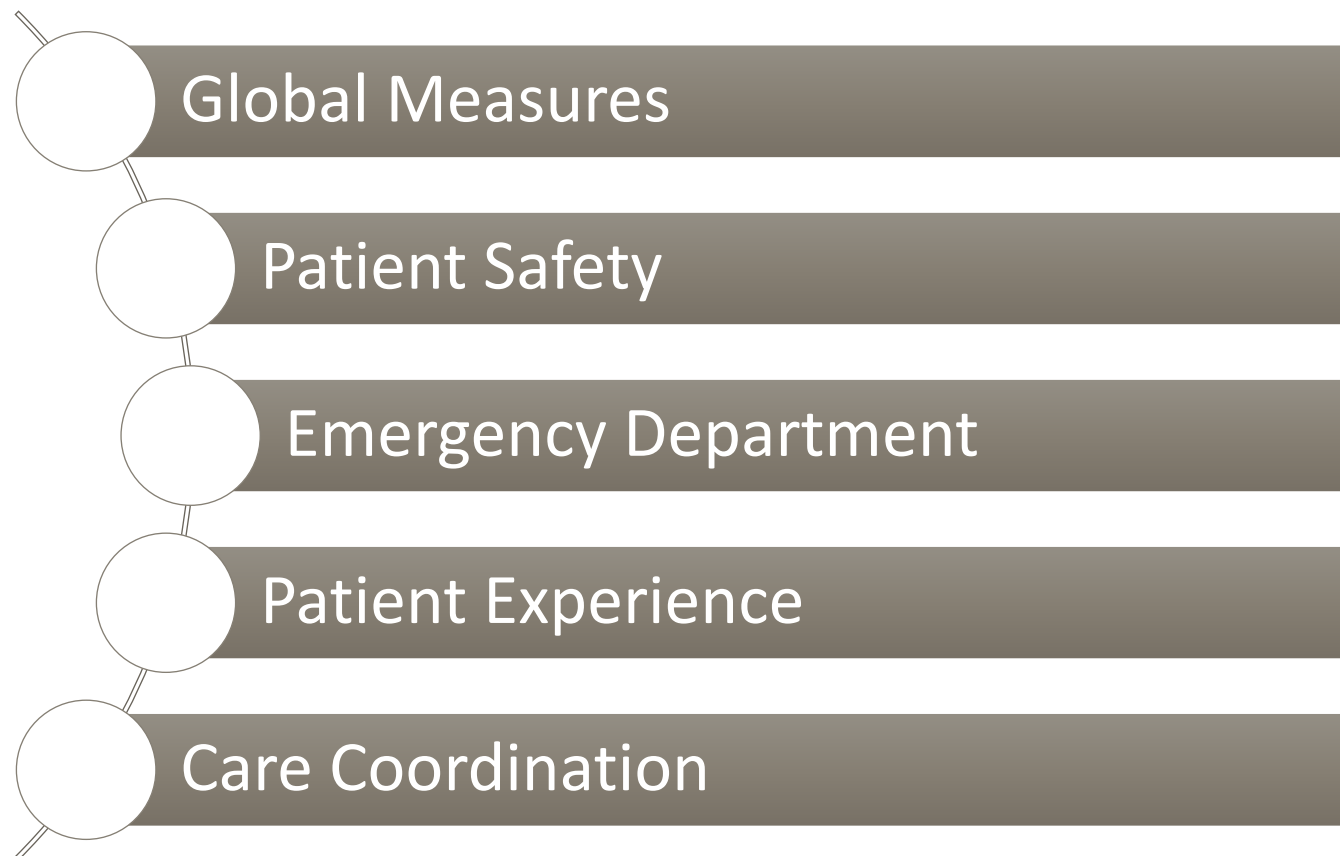 Global Measures
Patient Safety
Emergency Department
Patient Experience
Care Coordination